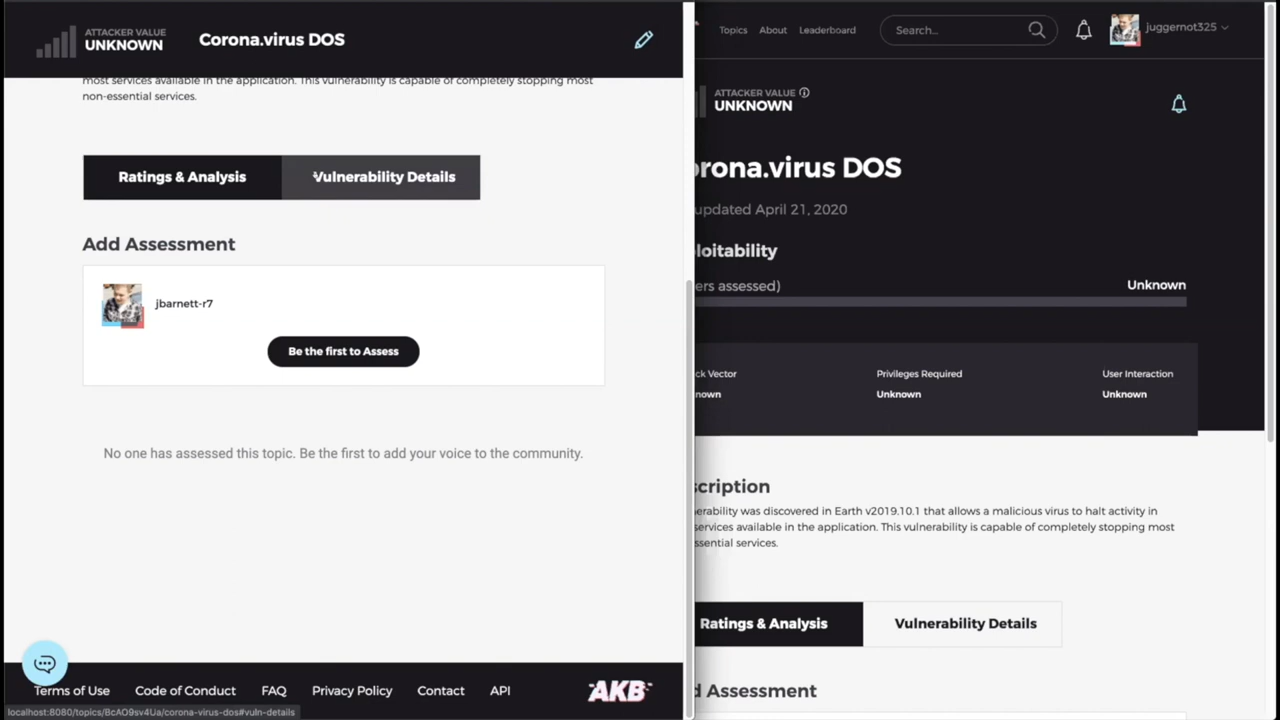 ATTACKER VALUE
UNKNOWN
Corona.virus DOS
most services available in the application. This vulnerability is capable of completely stopping most
non-essential services.
Ratings & Analysis
Vulnerability Details
Add Assessment
jbarnett-r7
Be the first to Assess
No one has assessed this topic. Be the first to add your voice to the community.
Terms of Use
Code of Conduct
FAQ
Privacy Policy
Contact
API
AKB
localhost:8080/topics/BcAO9sv4Ua/corona-virus-dos#vuln-details
Topics
About
Leaderboard
Search...
juggernot325
ATTACKER VALUE
UNKNOWN
orona.virus DOS
updated April 21, 2020
loitability
ers assessed)
Unknown
ck Vector
nown
Privileges Required
Unknown
User Interaction
Unknown
scription
nerability was discovered in Earth v2019.10.1 that allows a malicious virus to halt activity in
services available in the application. This vulnerability is capable of completely stopping most
ssential services.
Ratings & Analysis
Vulnerability Details
d Assessment